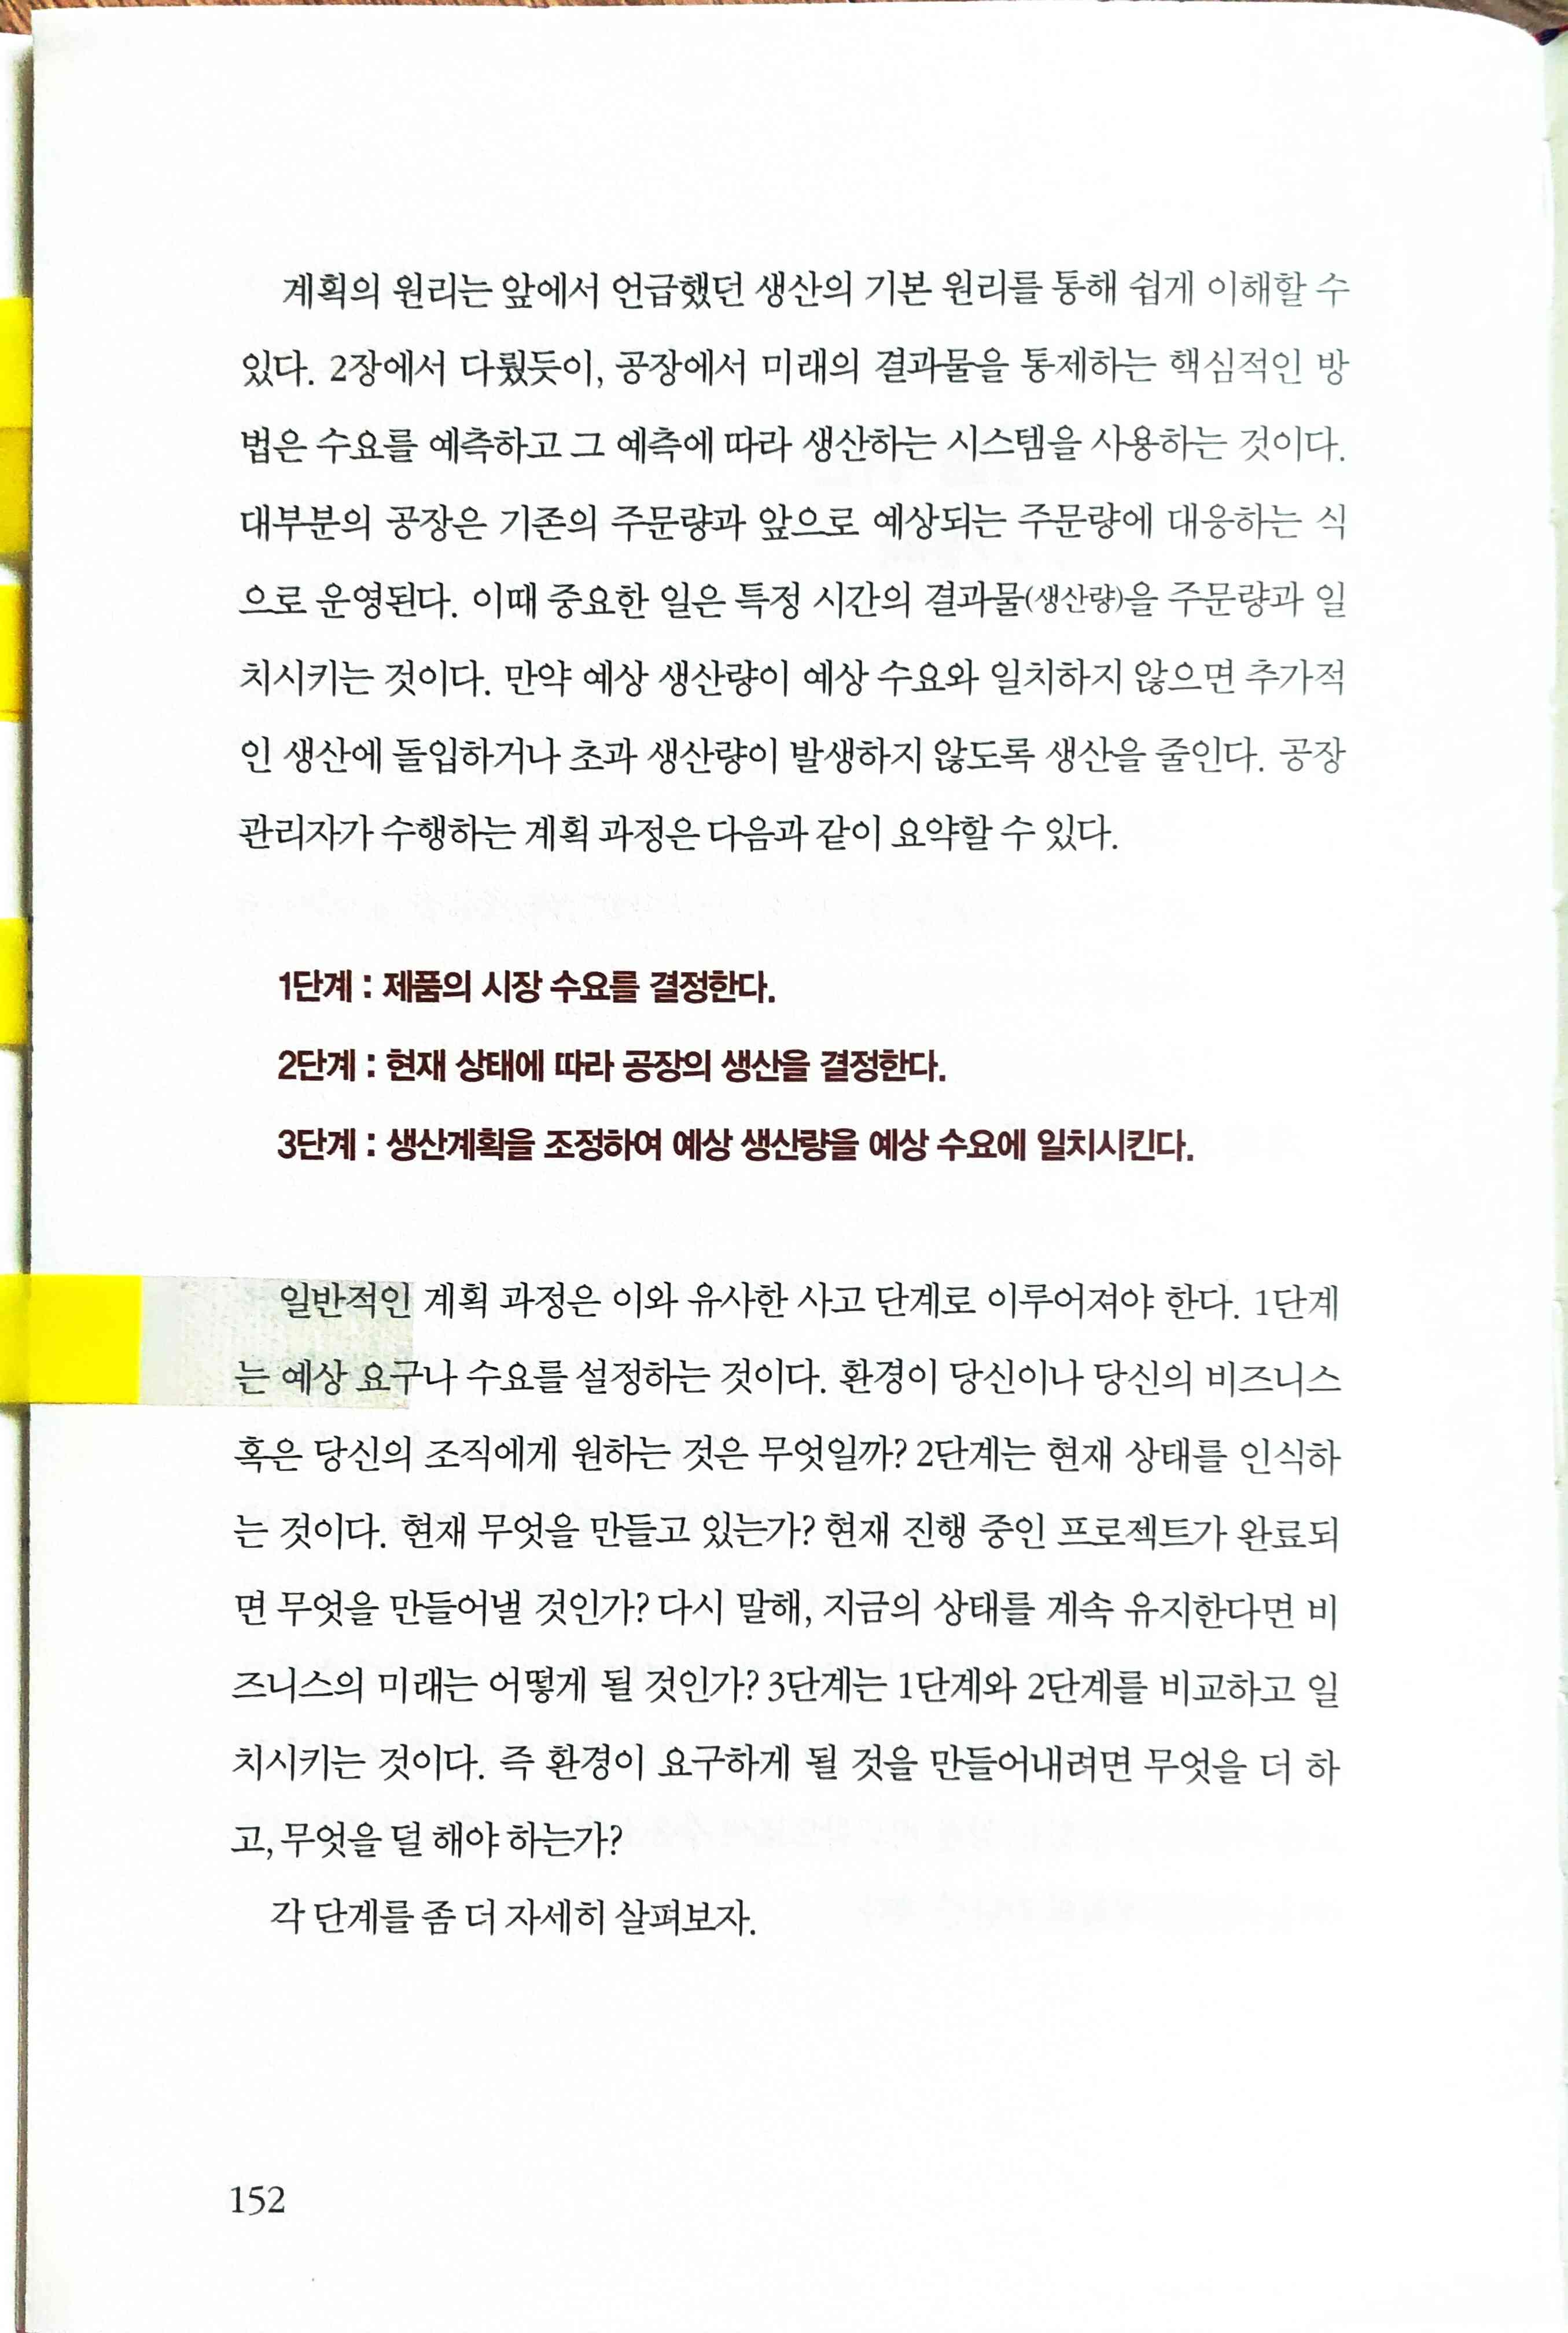 계획의 원리는 앞에서 언급했던 생산의 기본 원리를 통해 쉽게 이해할 수
있다. 2장에서 다뤘듯이, 공장에서 미래의 결과물을 통제하는 핵심적인 방
법은 수요를 예측하고 그 예측에 따라 생산하는 시스템을 사용하는 것이다.
대부분의 공장은 기존의 주문량과 앞으로 예상되는 주문량에 대응하는 식
으로 운영된다. 이때 중요한 일은 특정 시간의 결과물(생산량)을 주문량과 일
치시키는 것이다. 만약 예상 생산량이 예상 수요와 일치하지 않으면 추가적
인 생산에 돌입하거나 초과 생산량이 발생하지 않도록 생산을 줄인다. 공장
관리자가 수행하는 계획 과정은 다음과 같이 요약할 수 있다.
1단계 : 제품의 시장 수요를 결정한다.
2단계 : 현재 상태에 따라 공장의 생산을 결정한다.
3단계 : 생산계획을 조정하여 예상 생산량을 예상 수요에 일치시킨다.
일반적인 계획 과정은 이와 유사한 사고 단계로 이루어져야 한다. 1단계
는 예상 요구나 수요를 설정하는 것이다. 환경이 당신이나 당신의 비즈니스
혹은 당신의 조직에게 원하는 것은 무엇일까? 2단계는 현재 상태를 인식하
는 것이다. 현재 무엇을 만들고 있는가? 현재 진행 중인 프로젝트가 완료되
면 무엇을 만들어낼 것인가? 다시 말해, 지금의 상태를 계속 유지한다면 비
즈니스의 미래는 어떻게 될 것인가? 3단계는 1단계와 2단계를 비교하고 일
치시키는 것이다. 즉 환경이 요구하게 될 것을 만들어내려면 무엇을 더 하
고, 무엇을 덜 해야 하는가?
각 단계를 좀 더 자세히 살펴보자.
152